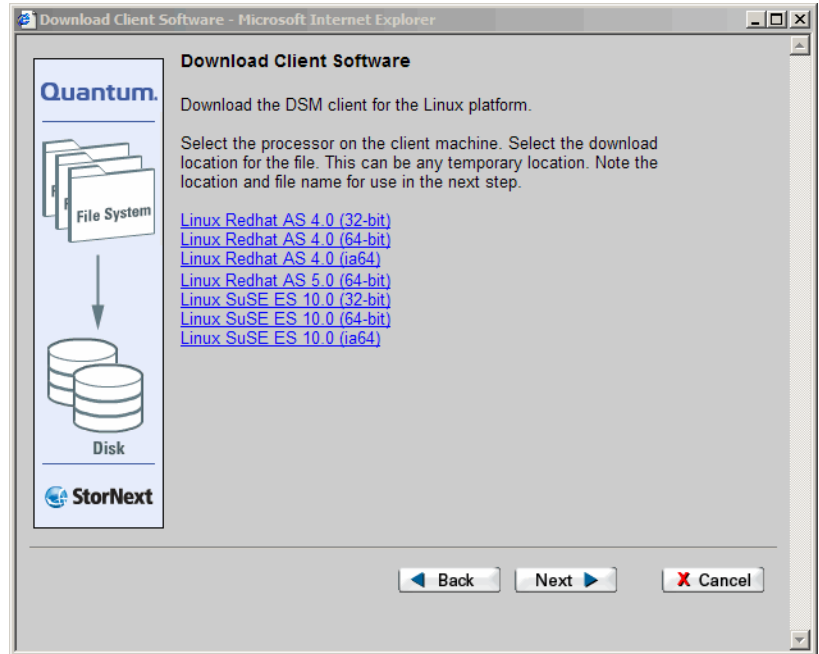 Download Client Software - Microsoft Internet Explorer
Quantum.
File System
Disk
StorNext
Download Client Software
Download the DSM client for the Linux platform.
Select the processor on the client machine. Select the download
location for the file. This can be any temporary location. Note the
location and file name for use in the next step.
Linux Redhat AS 4.0 (32-bit)
Linux Redhat AS 4.0 (64-bit)
Linux Redhat AS 4.0 (ia64)
Linux Redhat AS 5.0 (64-bit)
Linux SuSE ES 10.0 (32-bit)
Linux SuSE ES 10.0 (64-bit)
Linux SuSE ES 10.0 (ia64)
Back
Next
X Cancel